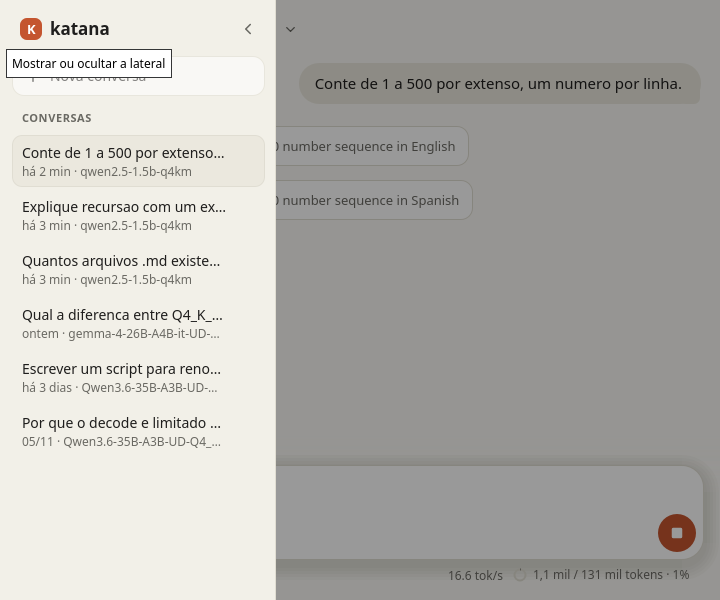 K katana
Mostrar ou ocultar a lateral
Nova conversa
CONVERSAS
Conte de 1 a 500 por extenso...
há 2 min · qwen2.5-1.5b-q4km
Explique recursao com um ex...
há 3 min · qwen2.5-1.5b-q4km
Quantos arquivos .md existe...
há 3 min · qwen2.5-1.5b-q4km
Qual a diferenca entre Q4_K_...
ontem · gemma-4-26B-A4B-it-UD-...
Escrever um script para reno...
há 3 dias · Qwen3.6-35B-A3B-UD-...
Por que o decode e limitado ...
05/11 · Qwen3.6-35B-A3B-UD-Q4_...
Conte de 1 a 500 por extenso, um numero por linha.
0 number sequence in English
0 number sequence in Spanish
16.6 tok/s 1,1 mil / 131 mil tokens · 1%